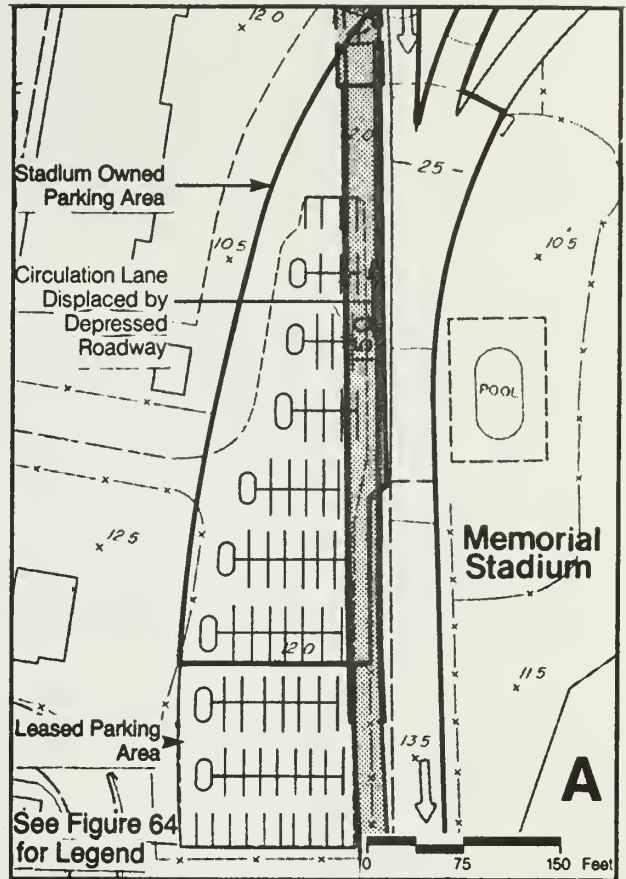 120
Stadium Owned
Parking Area
25
105
105
Circulation Lane
Displaced by
Depressed
Roadway
POOL
125
Memorial
Stadium
120
115
Leased Parking
Area
135
A
See Figure 64
for Legend
0 75 150 Feet